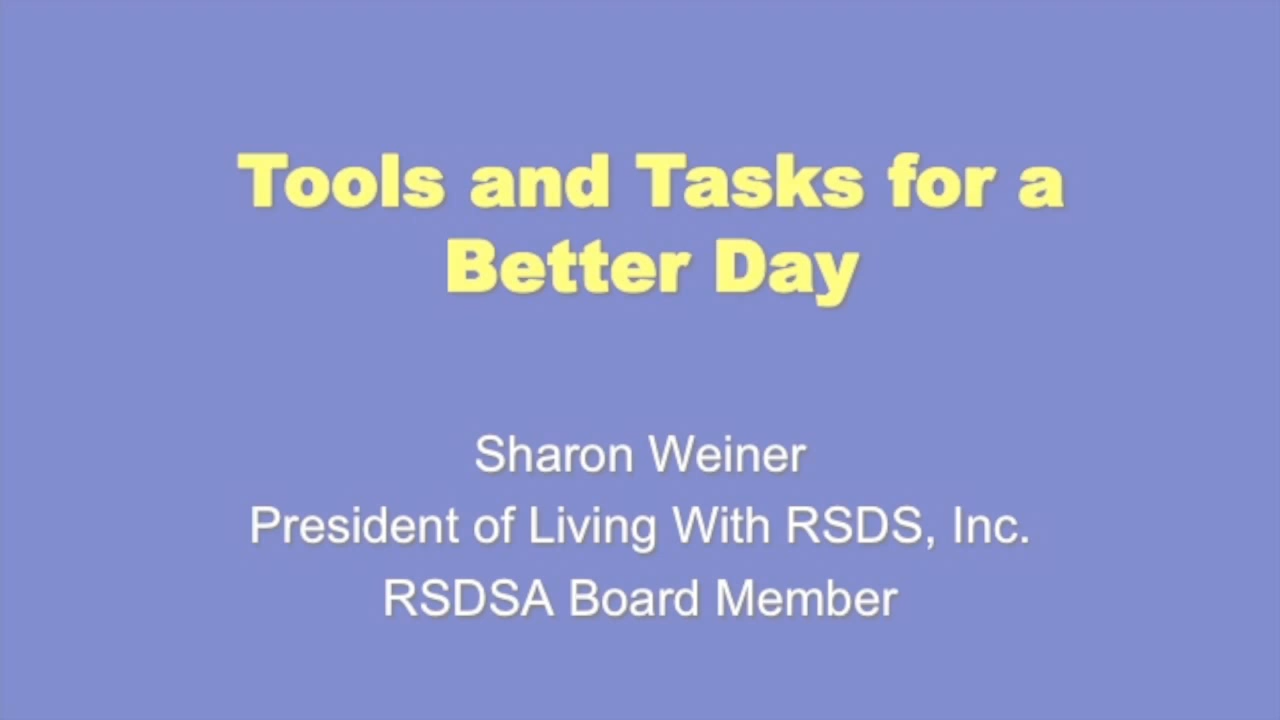 Tools and Tasks for a
Better Day
Sharon Weiner
President of Living With RSDS, Inc.
RSDSA Board Member